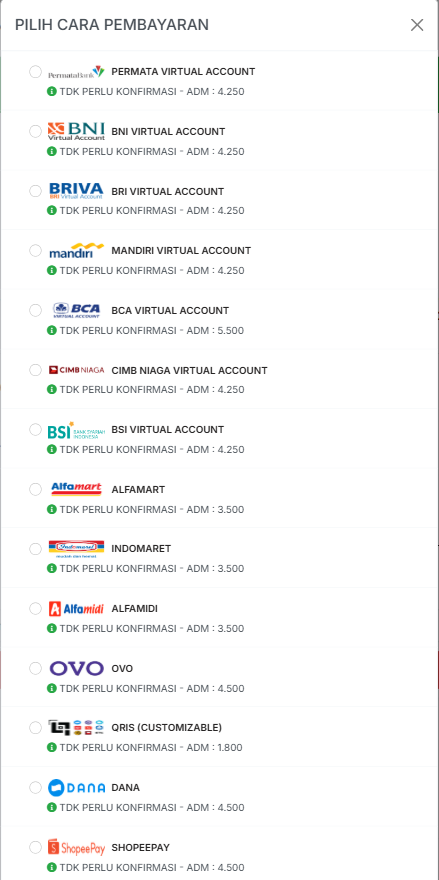 PILIH CARA PEMBAYARAN
PermataBank PERMATA VIRTUAL ACCOUNT
TDK PERLU KONFIRMASI - ADM : 4.250
BNI Virtual Account BNI VIRTUAL ACCOUNT
TDK PERLU KONFIRMASI - ADM : 4.250
BRIVA BRI Virtual Account BRI VIRTUAL ACCOUNT
TDK PERLU KONFIRMASI - ADM : 4.250
mandiri MANDIRI VIRTUAL ACCOUNT
TDK PERLU KONFIRMASI - ADM : 4.250
BCA VIRTUAL ACCOUNT BCA VIRTUAL ACCOUNT
TDK PERLU KONFIRMASI - ADM : 5.500
CIMB NIAGA CIMB NIAGA VIRTUAL ACCOUNT
TDK PERLU KONFIRMASI - ADM : 4.250
BSI BANK SYARIAH INDONESIA BSI VIRTUAL ACCOUNT
TDK PERLU KONFIRMASI - ADM : 4.250
Alfamart ALFAMART
TDK PERLU KONFIRMASI - ADM : 3.500
Indomaret INDOMARET
TDK PERLU KONFIRMASI - ADM : 3.500
Alfamidi ALFAMIDI
TDK PERLU KONFIRMASI - ADM : 3.500
OVO OVO
TDK PERLU KONFIRMASI - ADM : 4.500
QRIS (CUSTOMIZABLE)
TDK PERLU KONFIRMASI - ADM : 1.800
DANA DANA
TDK PERLU KONFIRMASI - ADM : 4.500
ShopeePay SHOPEEPAY
TDK PERLU KONFIRMASI - ADM : 4.500